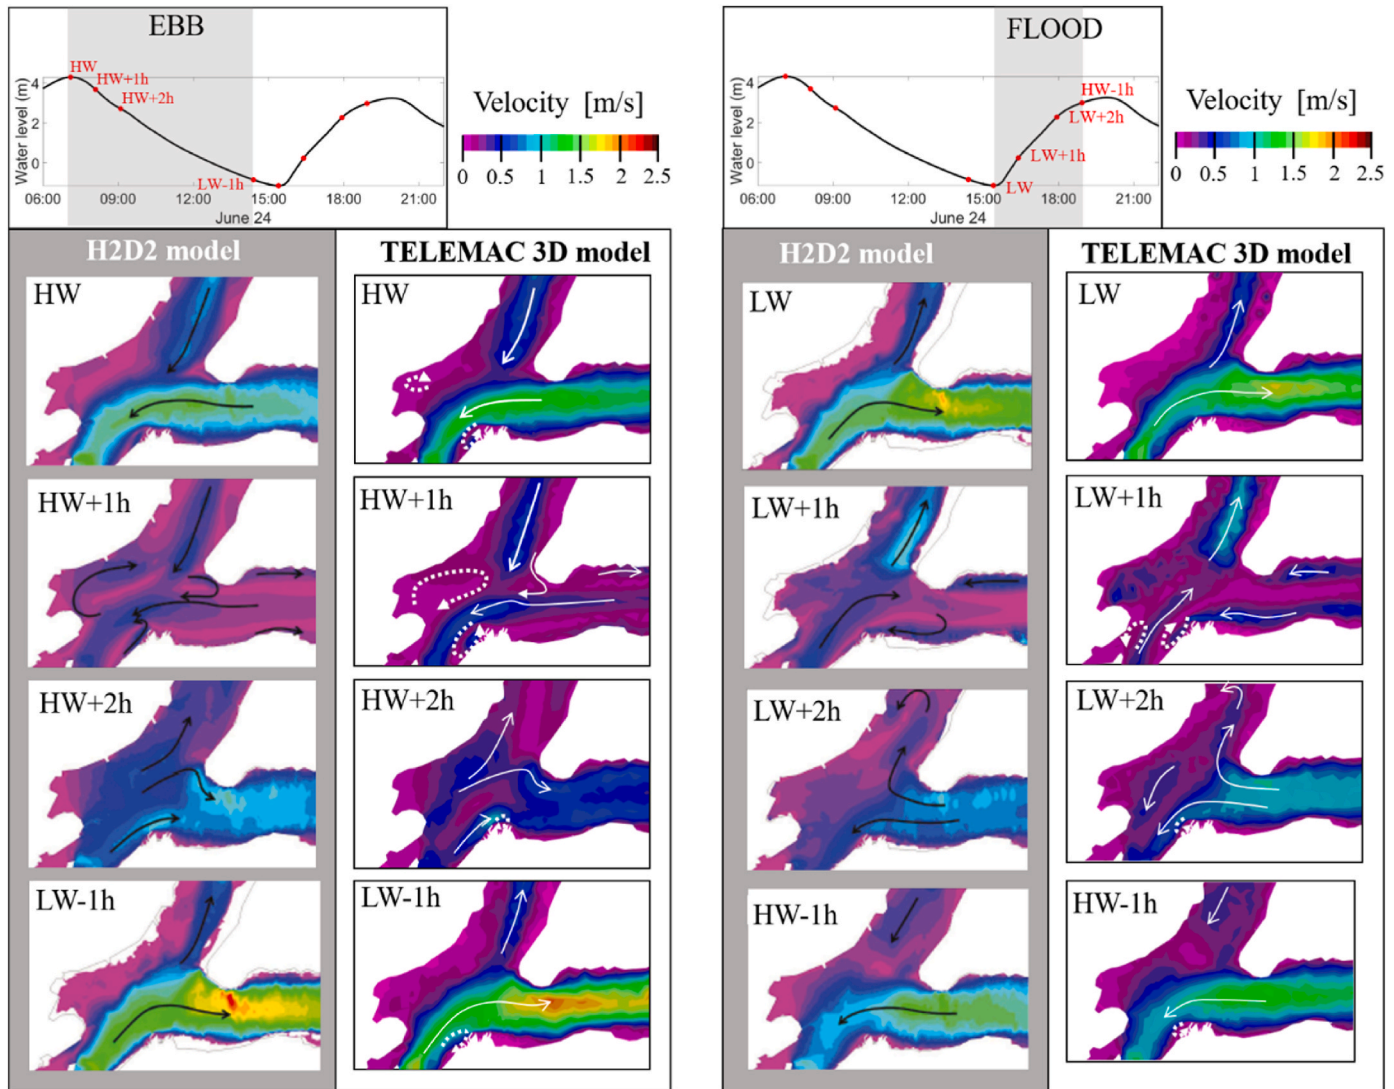 EBB
HW
HW+1h
HW+2h
LW-1h
Water level (m)
4
2
0
06:00 09:00 12:00 15:00 18:00 21:00
June 24
Velocity [m/s]
0 0.5 1 1.5 2 2.5
H2D2 model
TELEMAC 3D model
HW
HW
HW+1h
HW+1h
HW+2h
HW+2h
LW-1h
LW-1h
FLOOD
HW-1h
LW+2h
LW+1h
LW
Water level (m)
4
2
0
06:00 09:00 12:00 15:00 18:00 21:00
June 24
Velocity [m/s]
0 0.5 1 1.5 2 2.5
H2D2 model
TELEMAC 3D model
LW
LW
LW+1h
LW+1h
LW+2h
LW+2h
HW-1h
HW-1h